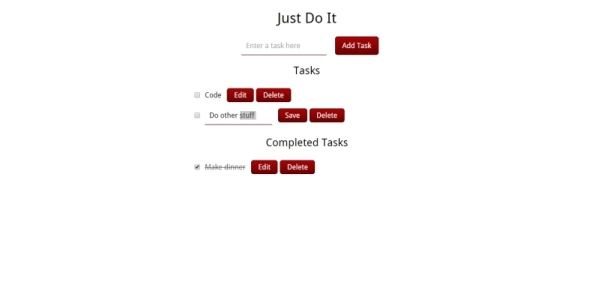 Just Do It
Enter a task here Add Task
Tasks
Code Edit Delete
Do other stuff Save Delete
Completed Tasks
Make dinner Edit Delete